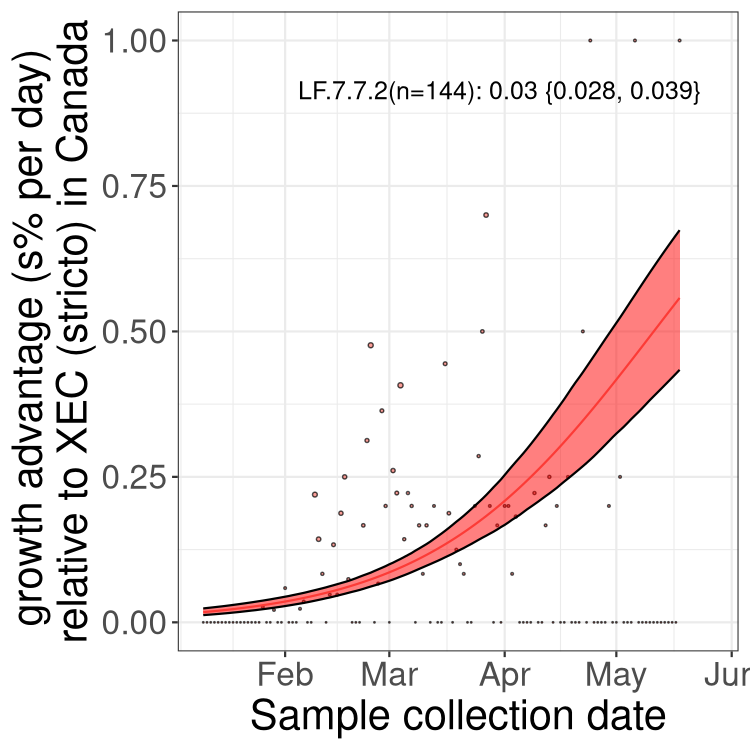 growth advantage (s% per day)
relative to XEC (stricto) in Canada
1.00
0.75
0.50
0.25
0.00
LF.7.7.2(n=144): 0.03 {0.028, 0.039}
Feb Mar Apr May Jun
Sample collection date